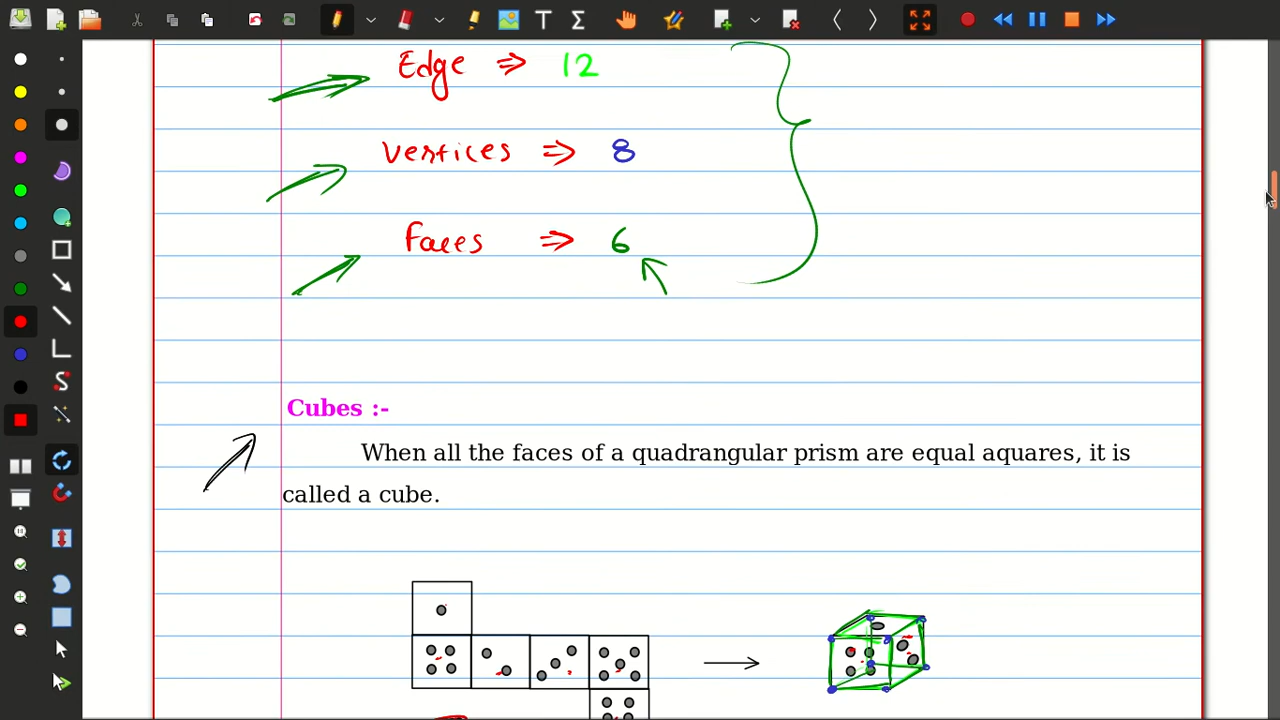 Edge ⇒ 12
Vertices ⇒ 8
Faces ⇒ 6
Cubes :-
When all the faces of a quadrangular prism are equal aquares, it is
called a cube.